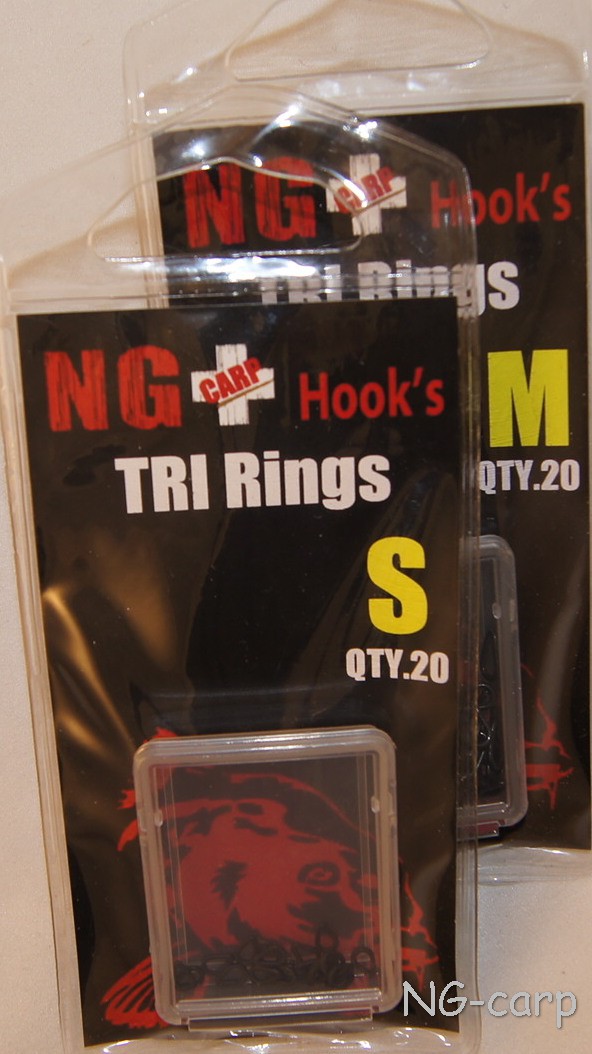 NG CARP Hook's
TRI Rings
M
QTY.20
NG CARP Hook's
TRI Rings
S
QTY.20
NG-carp